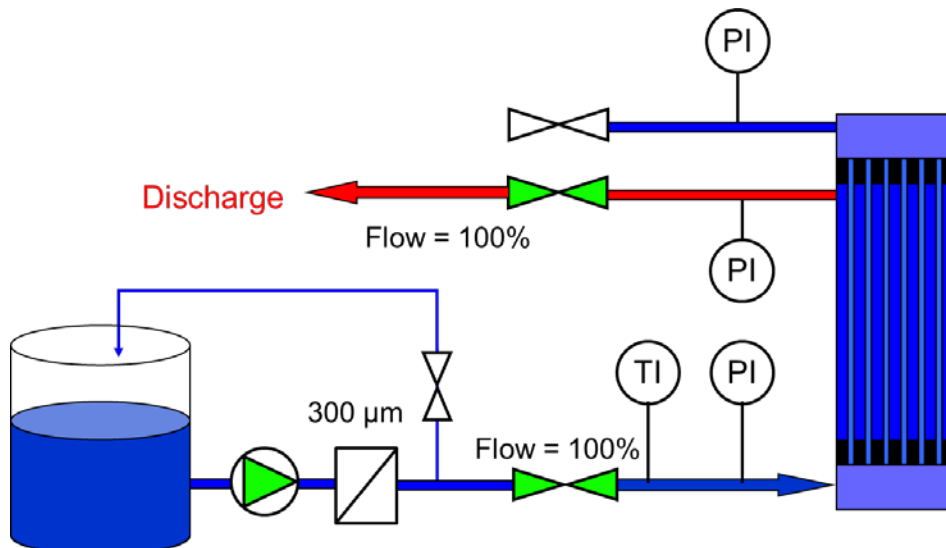 PI
Discharge
Flow = 100%
PI
300 µm
Flow = 100%
TI
PI